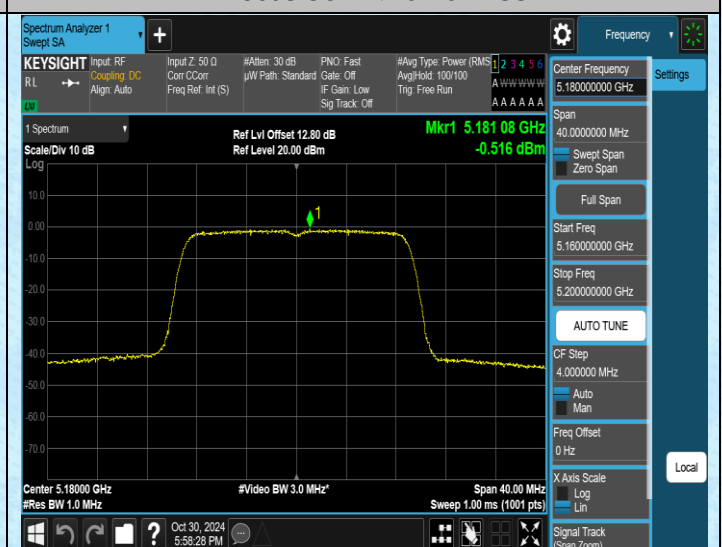 Spectrum Analyzer 1
Swept SA
Frequency
KEYSIGHT
R L
LXI
Input: RF
Coupling: DC
Align: Auto
Input Z: 50 Ω
Corr CCorr
Freq Ref: Int (S)
#Atten: 30 dB
µW Path: Standard
PNO: Fast
Gate: Off
IF Gain: Low
Sig Track: Off
#Avg Type: Power (RMS
Avg|Hold: 100/100
Trig: Free Run
1 2 3 4 5 6
A W W W W W
A A A A A A
1 Spectrum
Scale/Div 10 dB
Log
Ref Lvl Offset 12.80 dB
Ref Level 20.00 dBm
Mkr1 5.181 08 GHz
-0.516 dBm
1
10.0
0.00
-10.0
-20.0
-30.0
-40.0
-50.0
-60.0
-70.0
Center 5.18000 GHz
#Res BW 1.0 MHz
#Video BW 3.0 MHz*
Span 40.00 MHz
Sweep 1.00 ms (1001 pts)
Oct 30, 2024
5:58:28 PM
?
Center Frequency
5.180000000 GHz
Settings
Span
40.0000000 MHz
Swept Span
Zero Span
Full Span
Start Freq
5.160000000 GHz
Stop Freq
5.200000000 GHz
AUTO TUNE
CF Step
4.000000 MHz
Auto
Man
Freq Offset
0 Hz
X Axis Scale
Log
Lin
Local
Signal Track
(Span Zoom)